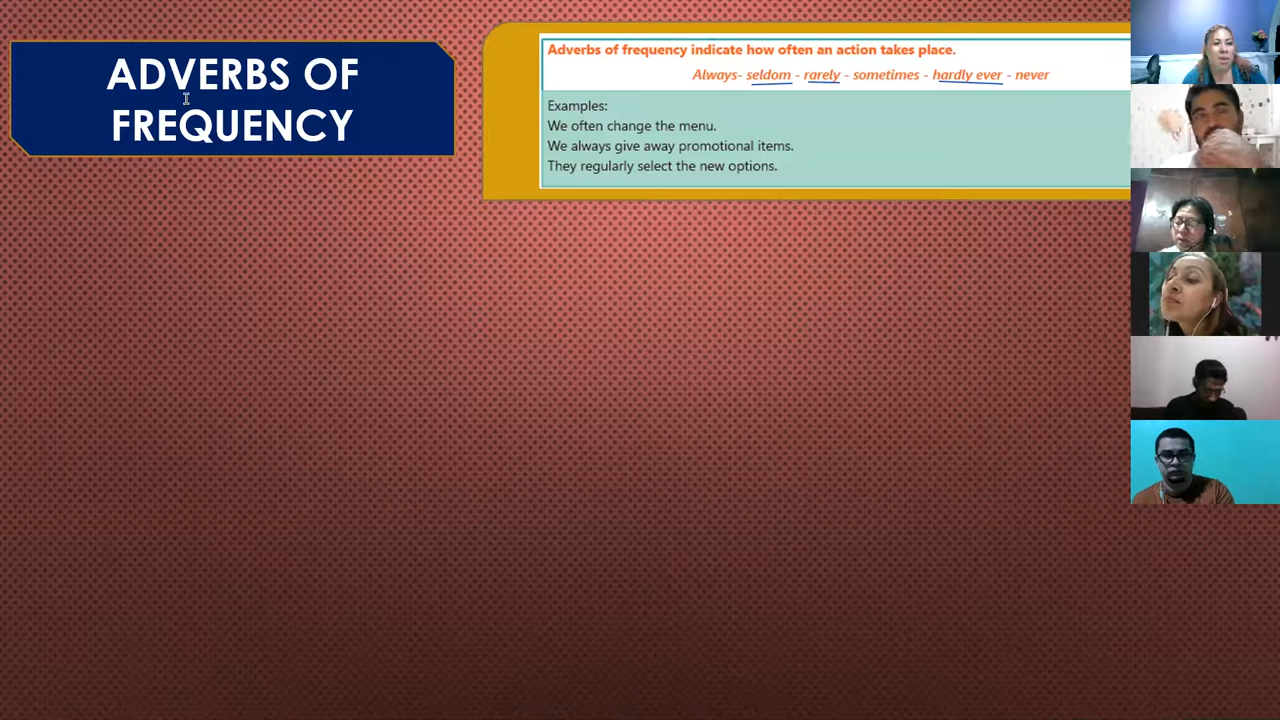 ADVERBS OF
FREQUENCY
Adverbs of frequency indicate how often an action takes place.
Always- seldom - rarely - sometimes - hardly ever - never
Examples:
We often change the menu.
We always give away promotional items.
They regularly select the new options.